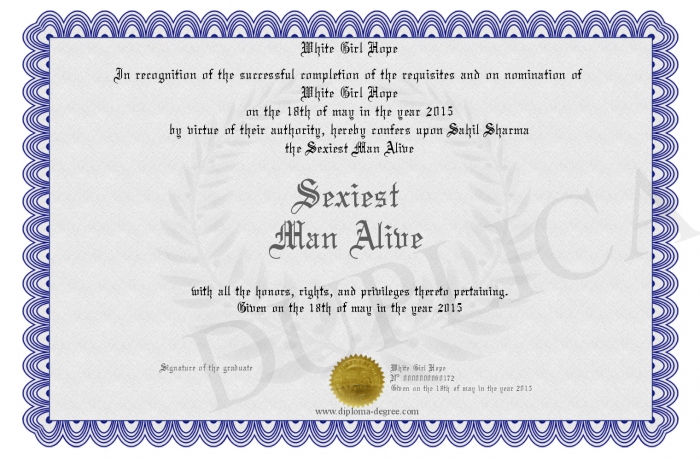 White Girl Hope
In recognition of the successful completion of the requisites and on nomination of
White Girl Hope
on the 18th of may in the year 2015
by virtue of their authority, hereby confers upon Sahil Sharma
the Sexiest Man Alive
Sexiest
Man Alive
with all the honors, rights, and privileges thereto pertaining.
Given on the 18th of may in the year 2015
DUPLICA
Signature of the graduate
White Girl Hope
Nº 0000000060172
Given on the 18th of may in the year 2015
www.diploma-degree.com